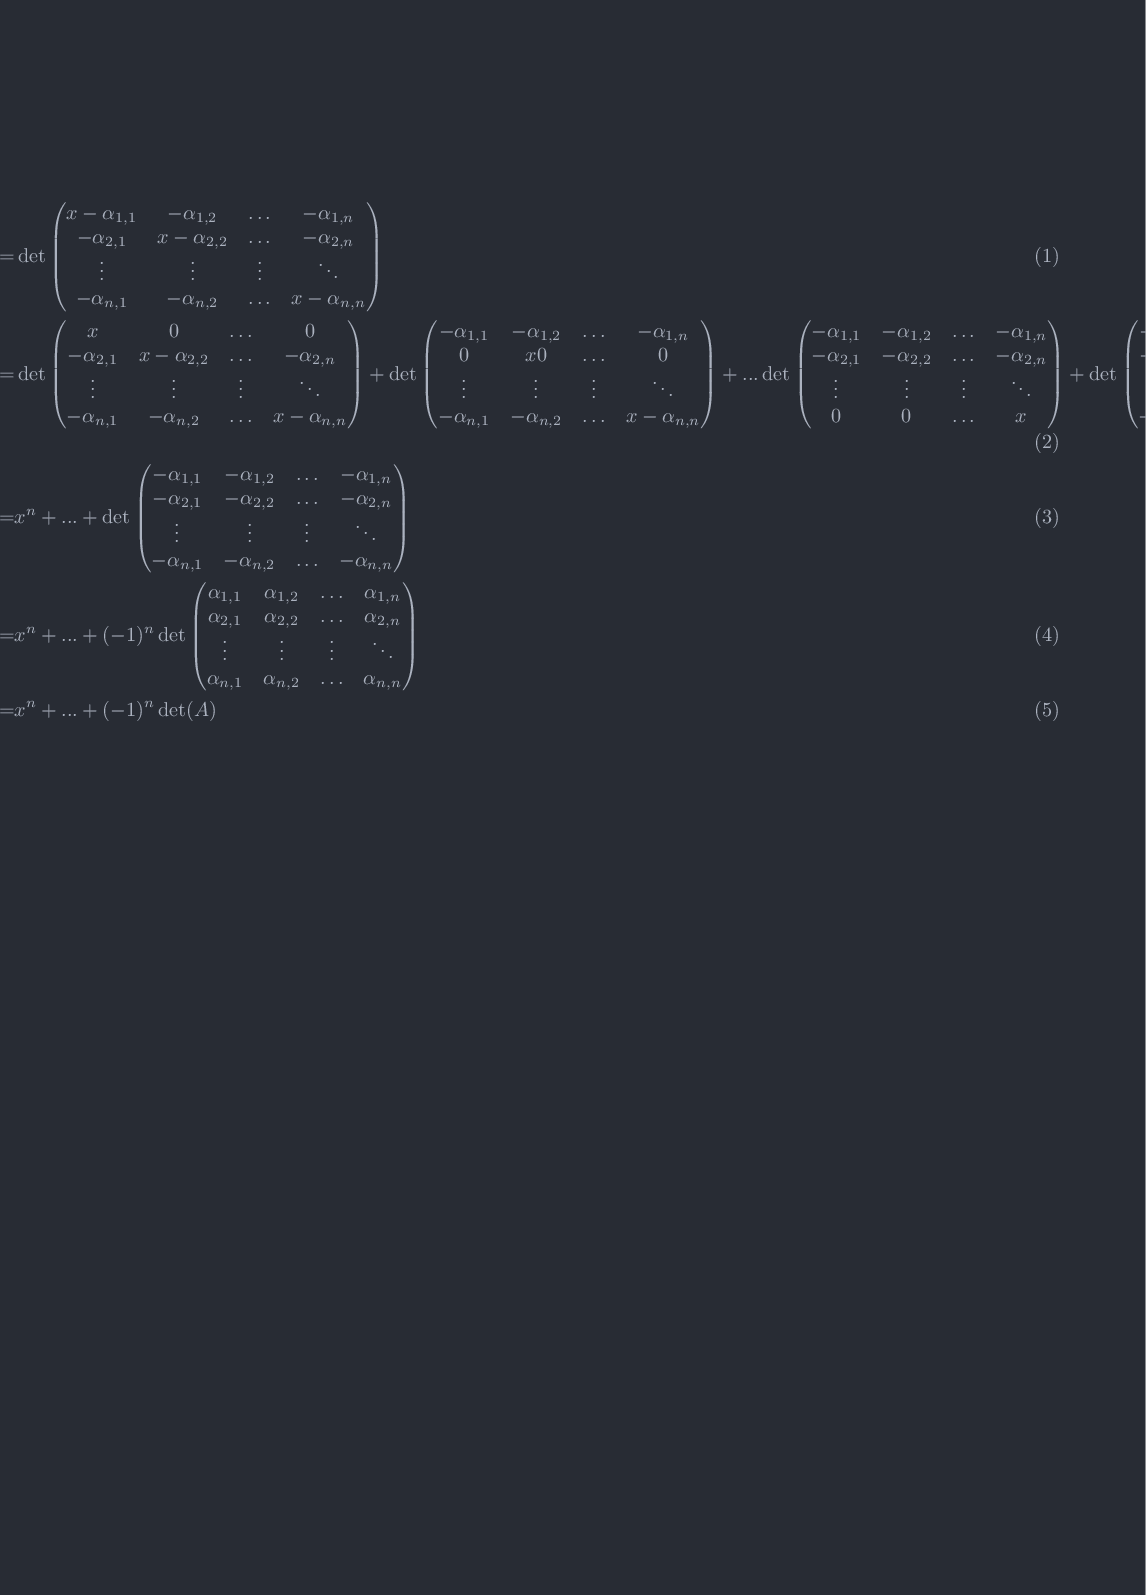 = det \begin{pmatrix} x - \alpha_{1,1} & -\alpha_{1,2} & \dots & -\alpha_{1,n} \\ -\alpha_{2,1} & x - \alpha_{2,2} & \dots & -\alpha_{2,n} \\ \vdots & \vdots & \vdots & \ddots \\ -\alpha_{n,1} & -\alpha_{n,2} & \dots & x - \alpha_{n,n} \end{pmatrix} (1)
= det \begin{pmatrix} x & 0 & \dots & 0 \\ -\alpha_{2,1} & x - \alpha_{2,2} & \dots & -\alpha_{2,n} \\ \vdots & \vdots & \vdots & \ddots \\ -\alpha_{n,1} & -\alpha_{n,2} & \dots & x - \alpha_{n,n} \end{pmatrix} + det \begin{pmatrix} -\alpha_{1,1} & -\alpha_{1,2} & \dots & -\alpha_{1,n} \\ 0 & x0 & \dots & 0 \\ \vdots & \vdots & \vdots & \ddots \\ -\alpha_{n,1} & -\alpha_{n,2} & \dots & x - \alpha_{n,n} \end{pmatrix} + ... det \begin{pmatrix} -\alpha_{1,1} & -\alpha_{1,2} & \dots & -\alpha_{1,n} \\ -\alpha_{2,1} & -\alpha_{2,2} & \dots & -\alpha_{2,n} \\ \vdots & \vdots & \vdots & \ddots \\ 0 & 0 & \dots & x \end{pmatrix} + det
(2)
=x^n + ... + det \begin{pmatrix} -\alpha_{1,1} & -\alpha_{1,2} & \dots & -\alpha_{1,n} \\ -\alpha_{2,1} & -\alpha_{2,2} & \dots & -\alpha_{2,n} \\ \vdots & \vdots & \vdots & \ddots \\ -\alpha_{n,1} & -\alpha_{n,2} & \dots & -\alpha_{n,n} \end{pmatrix} (3)
=x^n + ... + (-1)^n det \begin{pmatrix} \alpha_{1,1} & \alpha_{1,2} & \dots & \alpha_{1,n} \\ \alpha_{2,1} & \alpha_{2,2} & \dots & \alpha_{2,n} \\ \vdots & \vdots & \vdots & \ddots \\ \alpha_{n,1} & \alpha_{n,2} & \dots & \alpha_{n,n} \end{pmatrix} (4)
=x^n + ... + (-1)^n det(A) (5)